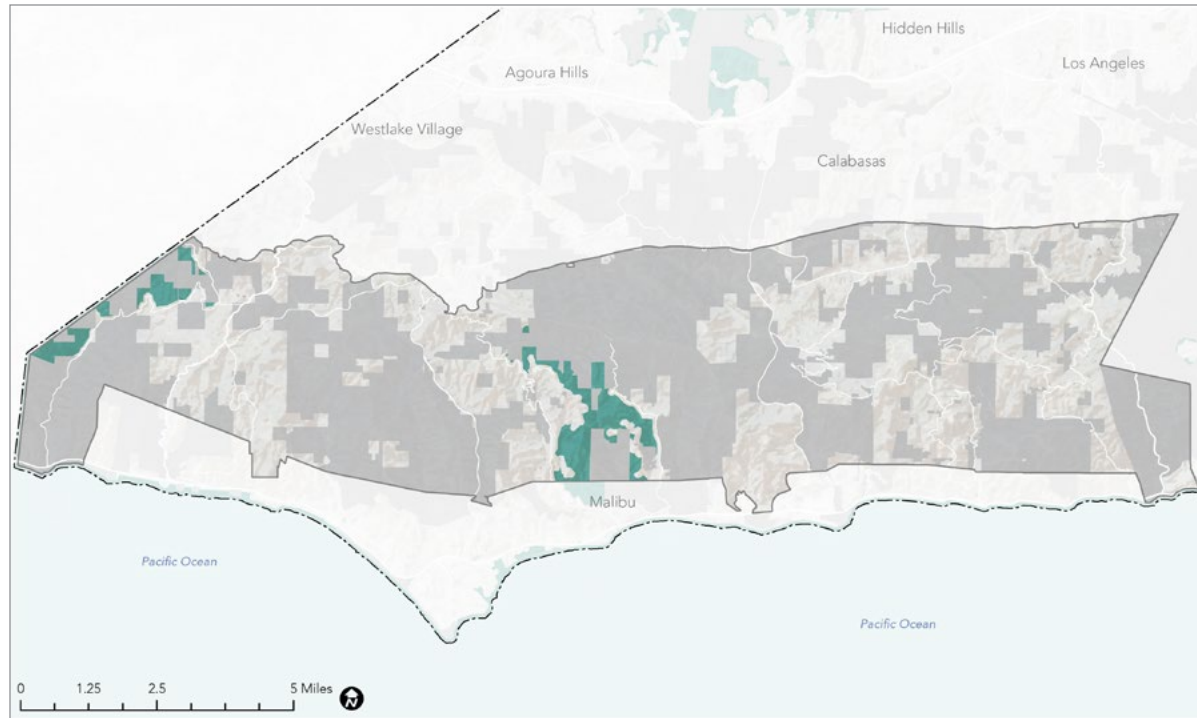 Hidden Hills
Los Angeles
Agoura Hills
Westlake Village
Calabasas
Malibu
Pacific Ocean
Pacific Ocean
0 1.25 2.5 5 Miles
N